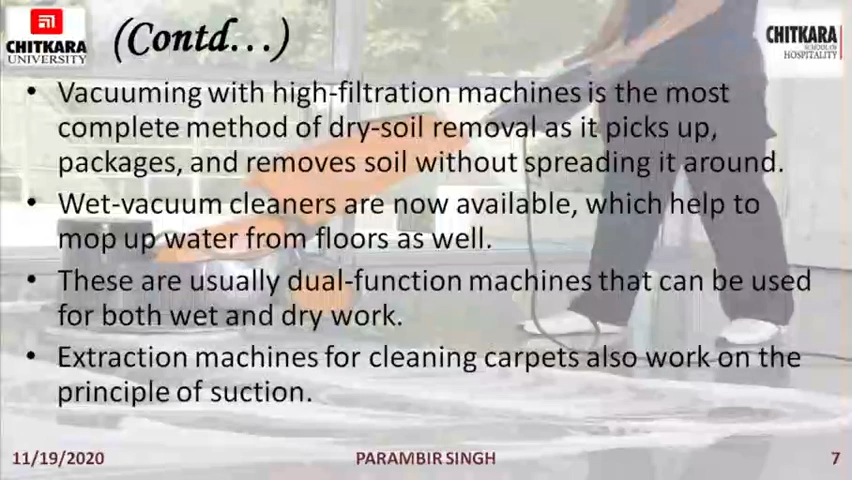 CHITKARA
UNIVERSITY
(Contd...)
CHITKARA
SCHOOL OF
HOSPITALITY
• Vacuuming with high-filtration machines is the most
complete method of dry-soil removal as it picks up,
packages, and removes soil without spreading it around.
• Wet-vacuum cleaners are now available, which help to
mop up water from floors as well.
• These are usually dual-function machines that can be used
for both wet and dry work.
• Extraction machines for cleaning carpets also work on the
principle of suction.
11/19/2020
PARAMBIR SINGH
7